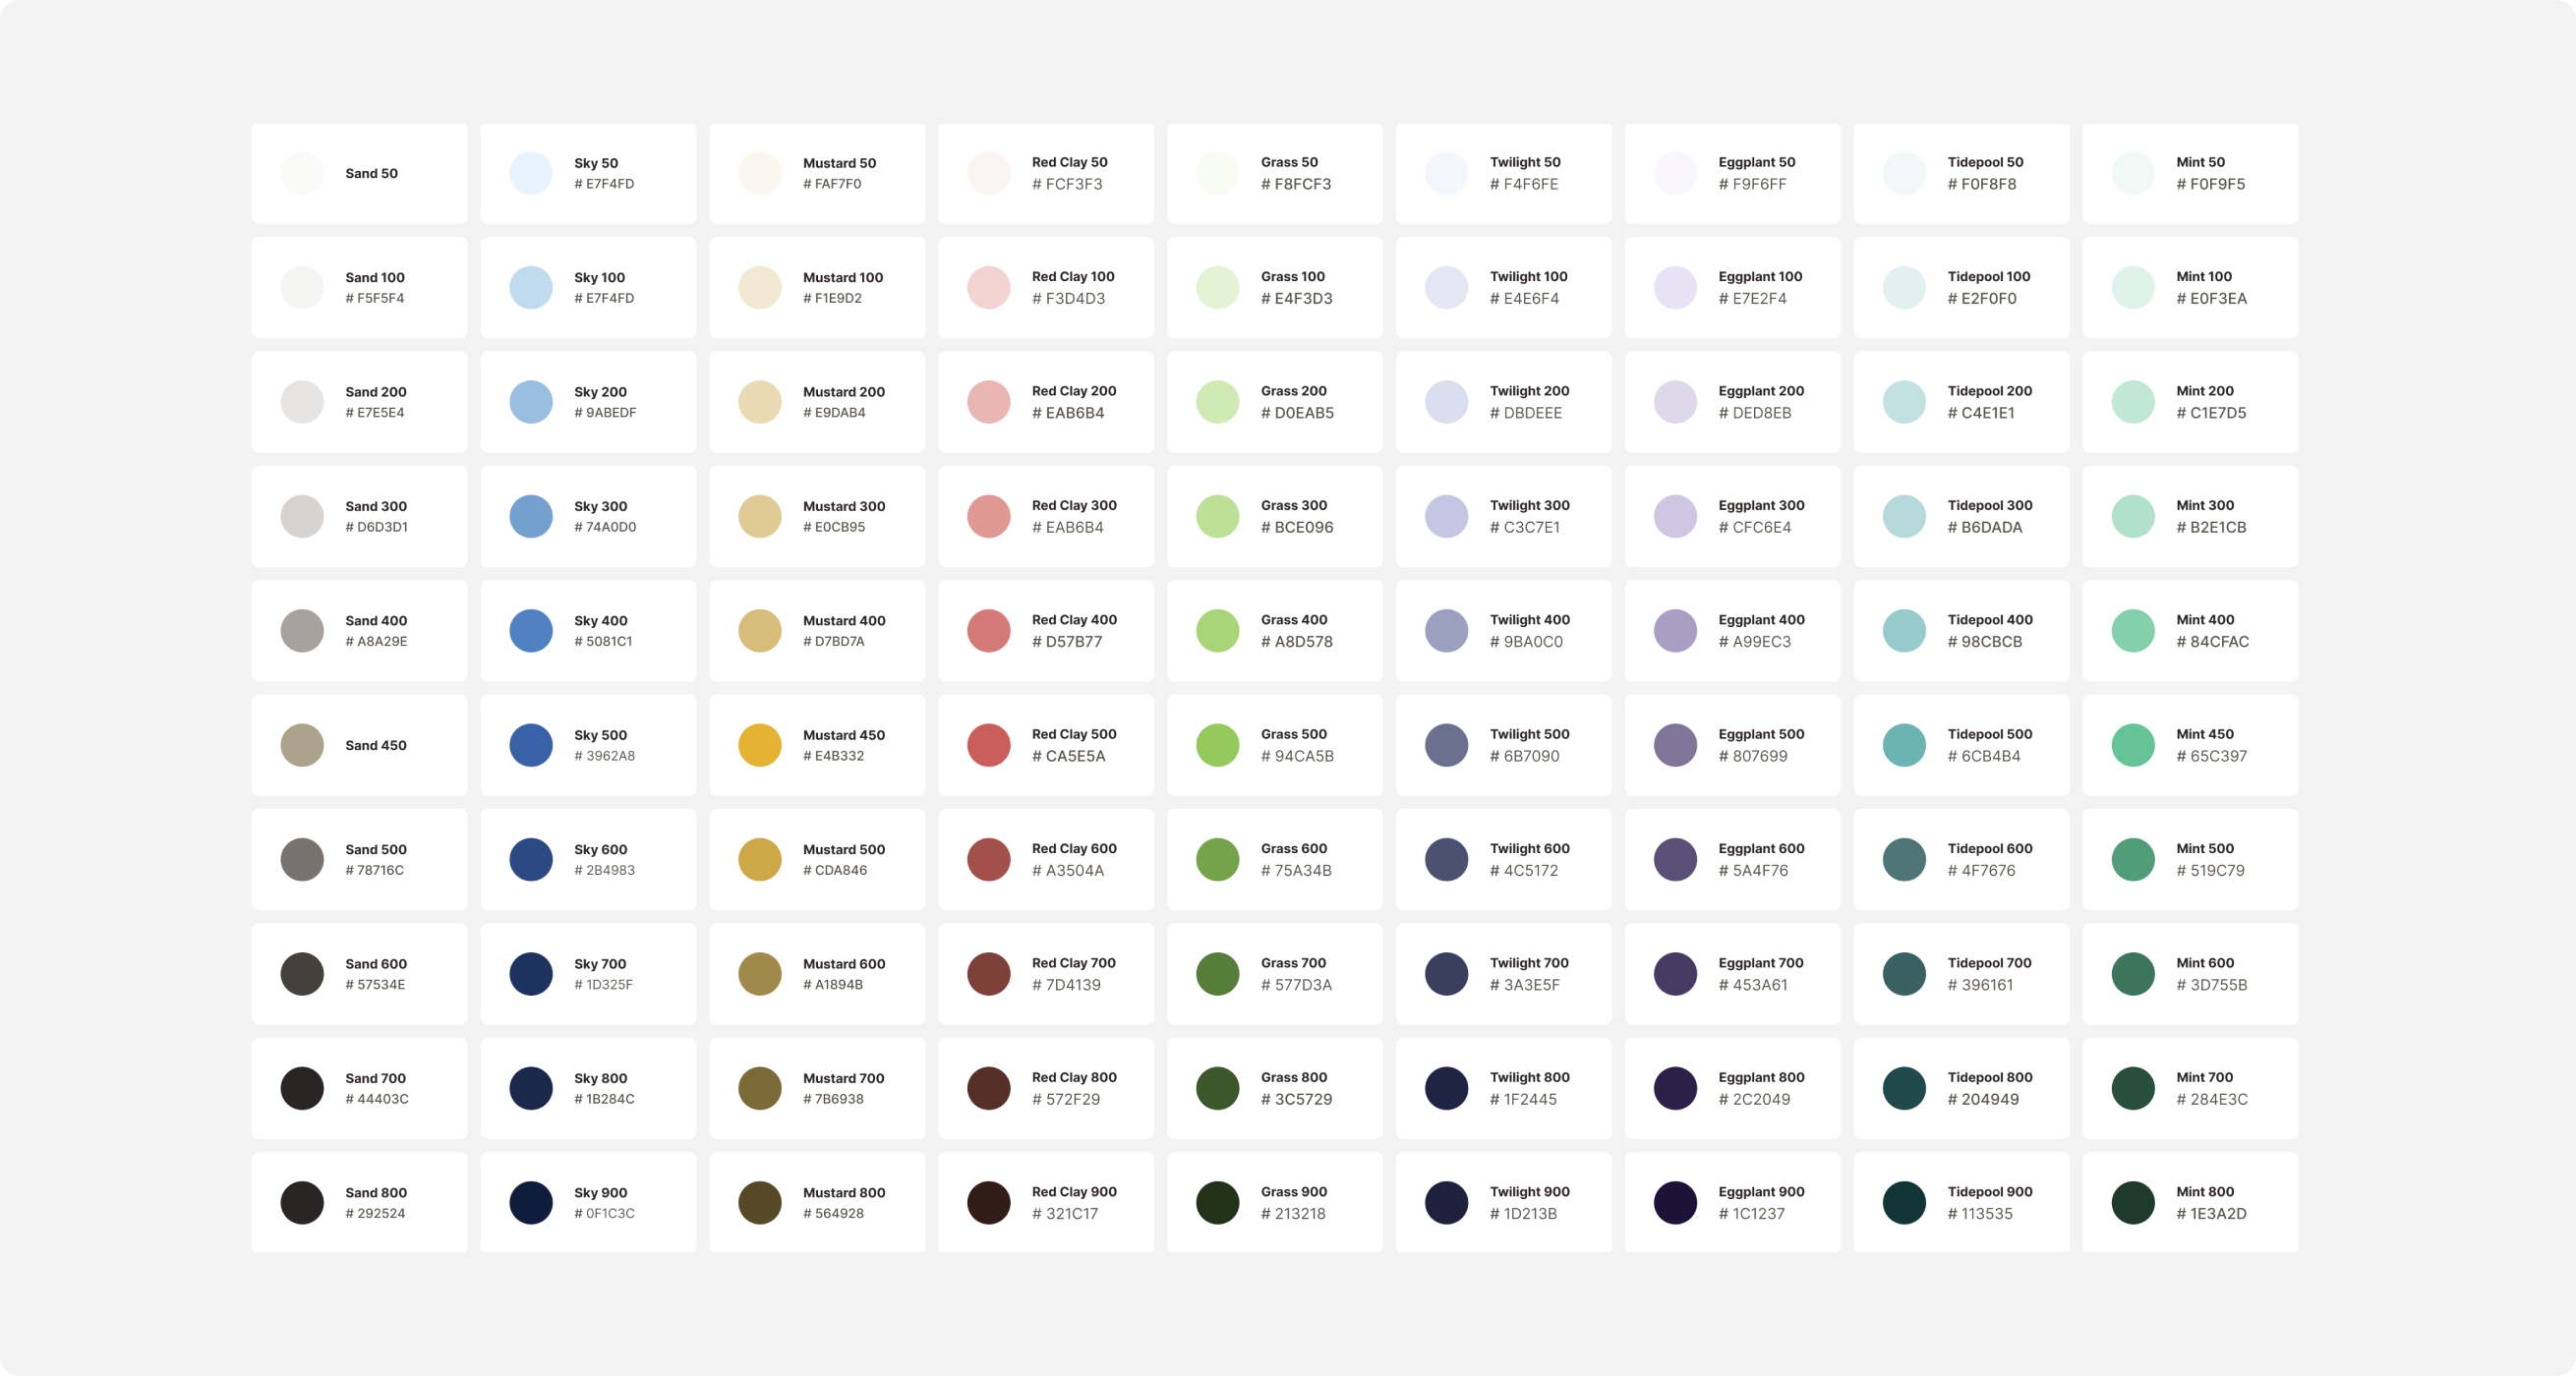 Sand 50
Sky 50
# E7F4FD
Mustard 50
# FAF7F0
Red Clay 50
# FCF3F3
Grass 50
# F8FCF3
Twilight 50
# F4F6FE
Eggplant 50
# F9F6FF
Tidepool 50
# F0F8F8
Mint 50
# F0F9F5
Sand 100
# F5F5F4
Sky 100
# E7F4FD
Mustard 100
# F1E9D2
Red Clay 100
# F3D4D3
Grass 100
# E4F3D3
Twilight 100
# E4E6F4
Eggplant 100
# E7E2F4
Tidepool 100
# E2F0F0
Mint 100
# E0F3EA
Sand 200
# E7E5E4
Sky 200
# 9ABEDF
Mustard 200
# E9DAB4
Red Clay 200
# EAB6B4
Grass 200
# D0EAB5
Twilight 200
# DBDEEE
Eggplant 200
# DED8EB
Tidepool 200
# C4E1E1
Mint 200
# C1E7D5
Sand 300
# D6D3D1
Sky 300
# 74A0D0
Mustard 300
# E0CB95
Red Clay 300
# EAB6B4
Grass 300
# BCE096
Twilight 300
# C3C7E1
Eggplant 300
# CFC6E4
Tidepool 300
# B6DADA
Mint 300
# B2E1CB
Sand 400
# A8A29E
Sky 400
# 5081C1
Mustard 400
# D7BD7A
Red Clay 400
# D57B77
Grass 400
# A8D578
Twilight 400
# 9BA0C0
Eggplant 400
# A99EC3
Tidepool 400
# 98CBCB
Mint 400
# 84CFAC
Sand 450
Sky 500
# 3962A8
Mustard 450
# E4B332
Red Clay 500
# CA5E5A
Grass 500
# 94CA5B
Twilight 500
# 6B7090
Eggplant 500
# 807699
Tidepool 500
# 6CB4B4
Mint 450
# 65C397
Sand 500
# 78716C
Sky 600
# 2B4983
Mustard 500
# CDA846
Red Clay 600
# A3504A
Grass 600
# 75A34B
Twilight 600
# 4C5172
Eggplant 600
# 5A4F76
Tidepool 600
# 4F7676
Mint 500
# 519C79
Sand 600
# 57534E
Sky 700
# 1D325F
Mustard 600
# A1894B
Red Clay 700
# 7D4139
Grass 700
# 577D3A
Twilight 700
# 3A3E5F
Eggplant 700
# 453A61
Tidepool 700
# 396161
Mint 600
# 3D755B
Sand 700
# 44403C
Sky 800
# 1B284C
Mustard 700
# 7B6938
Red Clay 800
# 572F29
Grass 800
# 3C5729
Twilight 800
# 1F2445
Eggplant 800
# 2C2049
Tidepool 800
# 204949
Mint 700
# 284E3C
Sand 800
# 292524
Sky 900
# 0F1C3C
Mustard 800
# 564928
Red Clay 900
# 321C17
Grass 900
# 213218
Twilight 900
# 1D213B
Eggplant 900
# 1C1237
Tidepool 900
# 113535
Mint 800
# 1E3A2D